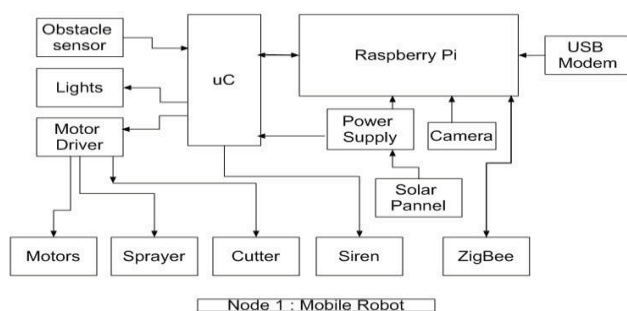 Obstacle
sensor
uC
Raspberry Pi
USB
Modem
Lights
Motor
Driver
Power
Supply
Camera
Solar
Pannel
Motors
Sprayer
Cutter
Siren
ZigBee
Node 1 : Mobile Robot